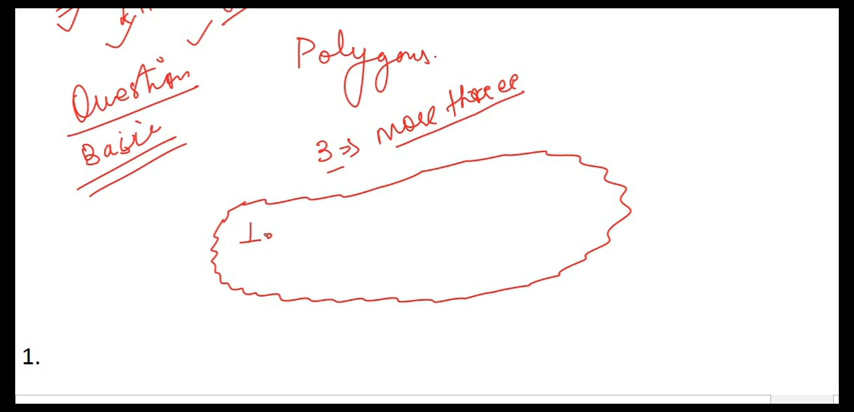 Polygons.
Question
Basic
3 => more three
1.
1.